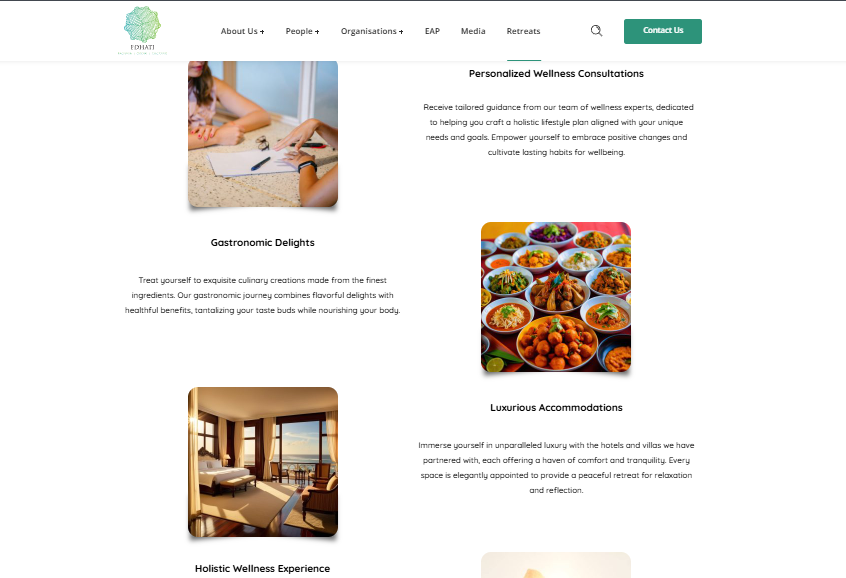 EDHATI
About Us +
People +
Organisations +
EAP
Media
Retreats
Contact Us
Personalized Wellness Consultations
Receive tailored guidance from our team of wellness experts, dedicated
to helping you craft a holistic lifestyle plan aligned with your unique
needs and goals. Empower yourself to embrace positive changes and
cultivate lasting habits for wellbeing.
Gastronomic Delights
Treat yourself to exquisite culinary creations made from the finest
ingredients. Our gastronomic journey combines flavorful delights with
healthful benefits, tantalizing your taste buds while nourishing your body.
Luxurious Accommodations
Immerse yourself in unparalleled luxury with the hotels and villas we have
partnered with, each offering a haven of comfort and tranquility. Every
space is elegantly appointed to provide a peaceful retreat for relaxation
and reflection.
Holistic Wellness Experience